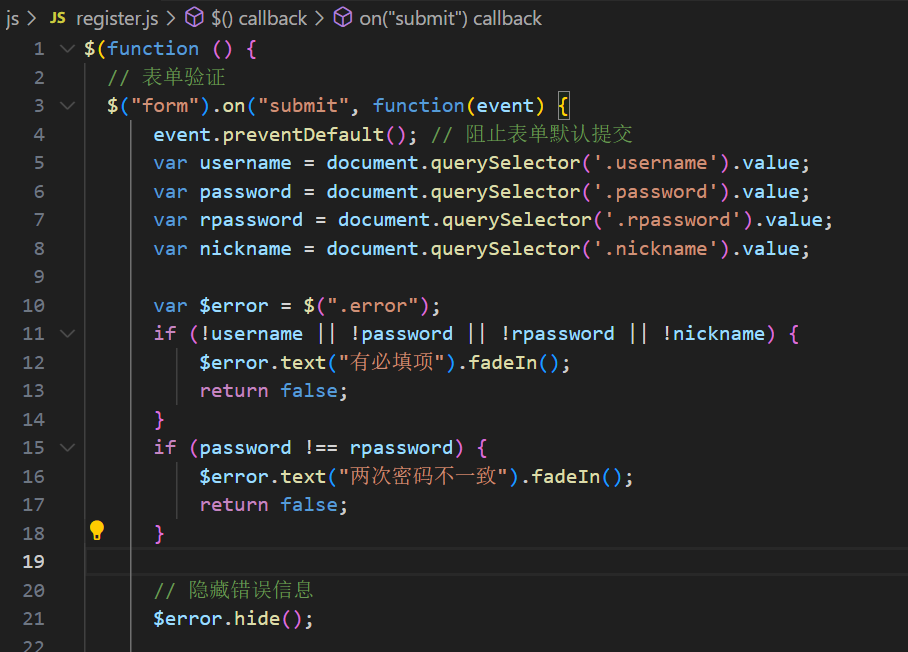 js > JS register.js > $() callback > on("submit") callback
1 $(function () {
2 // 表单验证
3 $("form").on("submit", function(event) {
4 event.preventDefault(); // 阻止表单默认提交
5 var username = document.querySelector('.username').value;
6 var password = document.querySelector('.password').value;
7 var rpassword = document.querySelector('.rpassword').value;
8 var nickname = document.querySelector('.nickname').value;
9
10 var $error = $(".error");
11 if (!username || !password || !rpassword || !nickname) {
12 $error.text("有必填项").fadeIn();
13 return false;
14 }
15 if (password !== rpassword) {
16 $error.text("两次密码不一致").fadeIn();
17 return false;
18 }
19
20 // 隐藏错误信息
21 $error.hide();
22